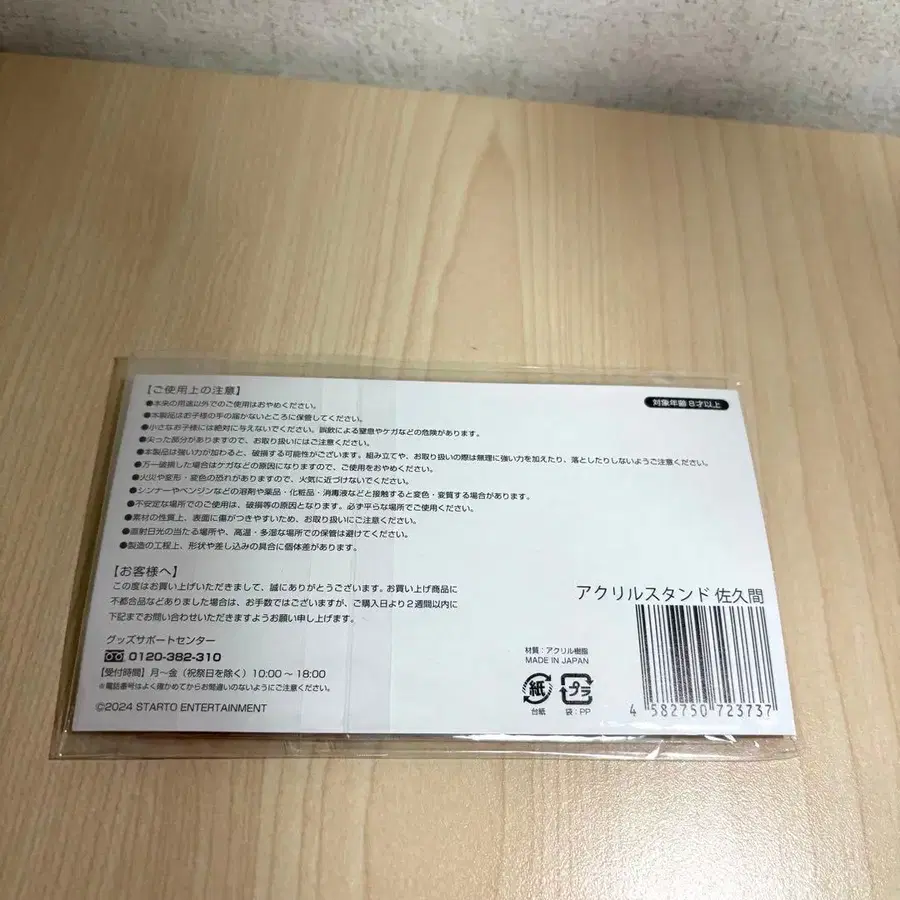 【ご使用上の注意】
対象年齢 8才以上
●本来の用途以外でのご使用はおやめください。
●本製品はお子様の手の届かないところに保管してください。
●小さなお子様には絶対に与えないでください。誤飲による窒息やケガなどの危険があります。
●尖った部分がありますので、お取り扱いにはご注意ください。
●本製品は強い力が加わると、破損する可能性がございます。組み立てや、お取り扱いの際は無理に強い力を加えたり、落としたりしないようご注意ください。
●万一破損した場合はケガなどの原因になりますので、ご使用をおやめください。
●火災や変形・変色の恐れがありますので、火気に近づけないでください。
●シンナーやベンジンなどの溶剤や薬品・化粧品・消毒液などと接触すると変色・変質する場合があります。
●不安定な場所でのご使用は、破損等の原因となります。必ず平らな場所でご使用ください。
●素材の性質上、表面に傷がつきやすいため、お取り扱いにご注意ください。
●直射日光の当たる場所や、高温・多湿な場所での保管は避けてください。
●製造の工程上、形状や差し込みの具合に個体差があります。
【お客様へ】
この度はお買い上げいただきまして、誠にありがとうございます。お買い上げ商品に
不都合品などありました場合は、お手数ではございますが、ご購入日より2週間以内に
下記までお問い合わせいただきますようお願い申し上げます。
グッズサポートセンター
0120-382-310
【受付時間】月〜金（祝祭日を除く）10:00〜18:00
※電話番号はよく確かめてからお間違いのないようにご注意ください。
©2024 STARTO ENTERTAINMENT
アクリルスタンド 佐久間
材質：アクリル樹脂
MADE IN JAPAN
紙
プラ
台紙
袋：PP
4 582750 723737